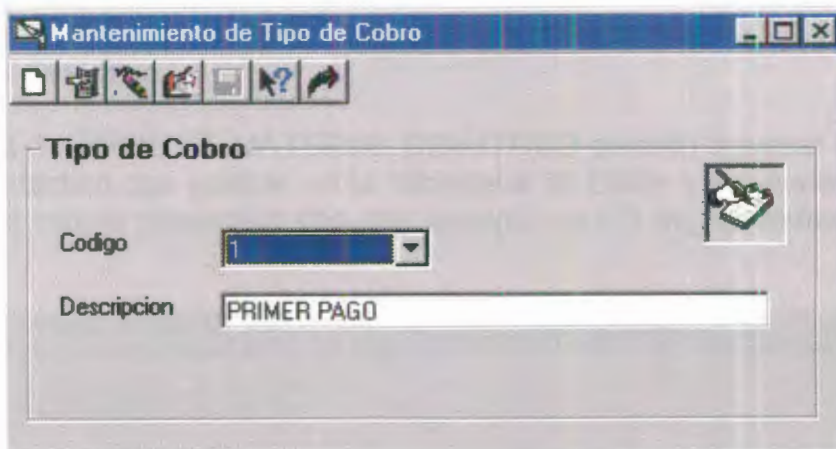 Mantenimiento de Tipo de Cobro
Tipo de Cobro
Codigo
1
Descripcion
PRIMER PAGO